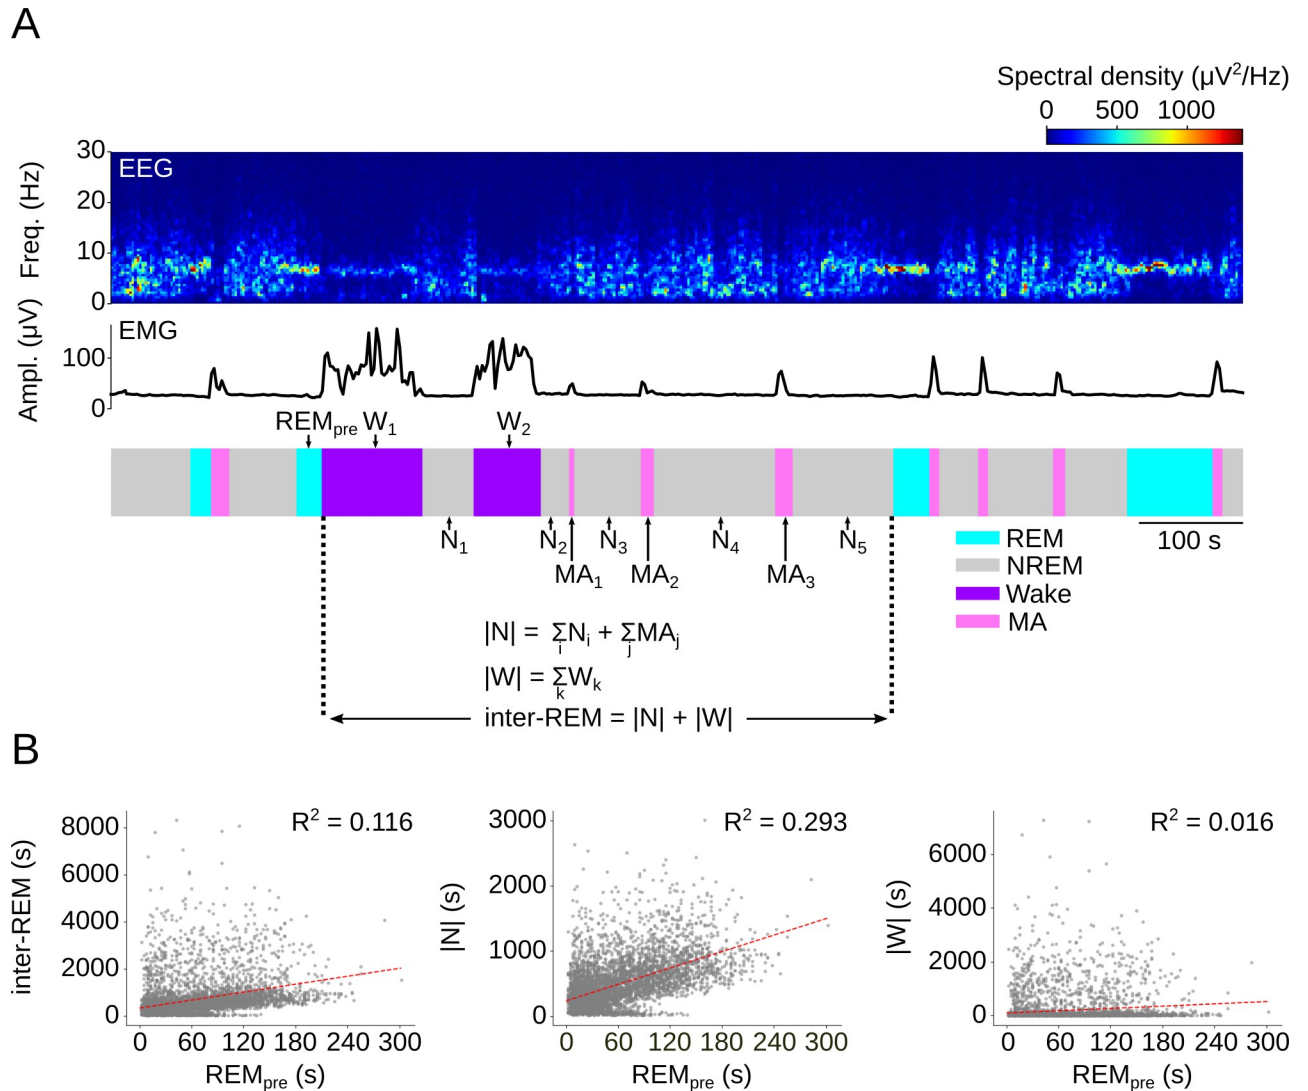 A
Spectral density (μV²/Hz)
0 500 1000
EEG
Freq. (Hz)
30
20
10
0
EMG
Ampl. (μV)
100
0
REMpre W1 W2
N1 N2 N3 N4 N5
MA1 MA2 MA3
100 s
REM
NREM
Wake
MA
|N| = ΣiNi + ΣjMAj
|W| = ΣkWk
inter-REM = |N| + |W|
B
R² = 0.116
inter-REM (s)
8000
6000
4000
2000
0
0 60 120 180 240 300
REMpre (s)
R² = 0.293
|N| (s)
3000
2000
1000
0
0 60 120 180 240 300
REMpre (s)
R² = 0.016
|W| (s)
6000
4000
2000
0
0 60 120 180 240 300
REMpre (s)